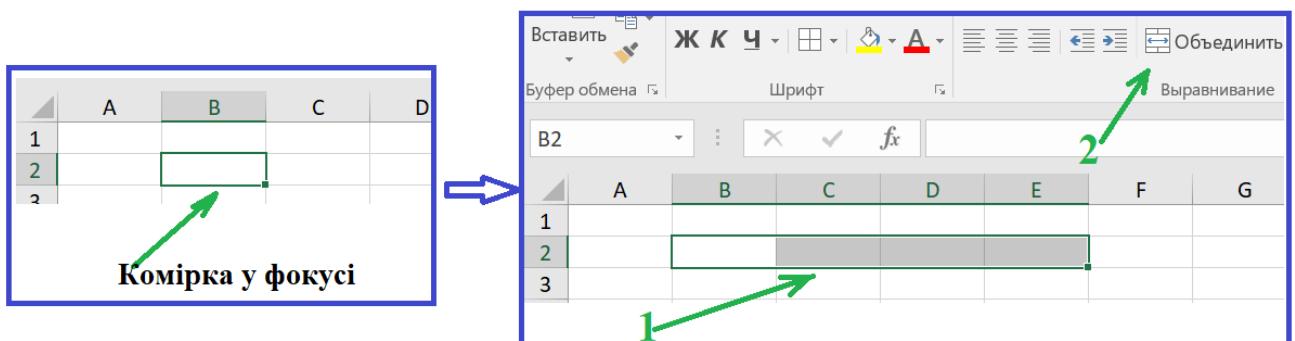 A B C D
1
2
3
Комірка у фокусі
Вставить Ж К Ч А Объединить
Буфер обмена Шрифт Выравнивание
B2 fx
2
A B C D E F G
1
2
3
1